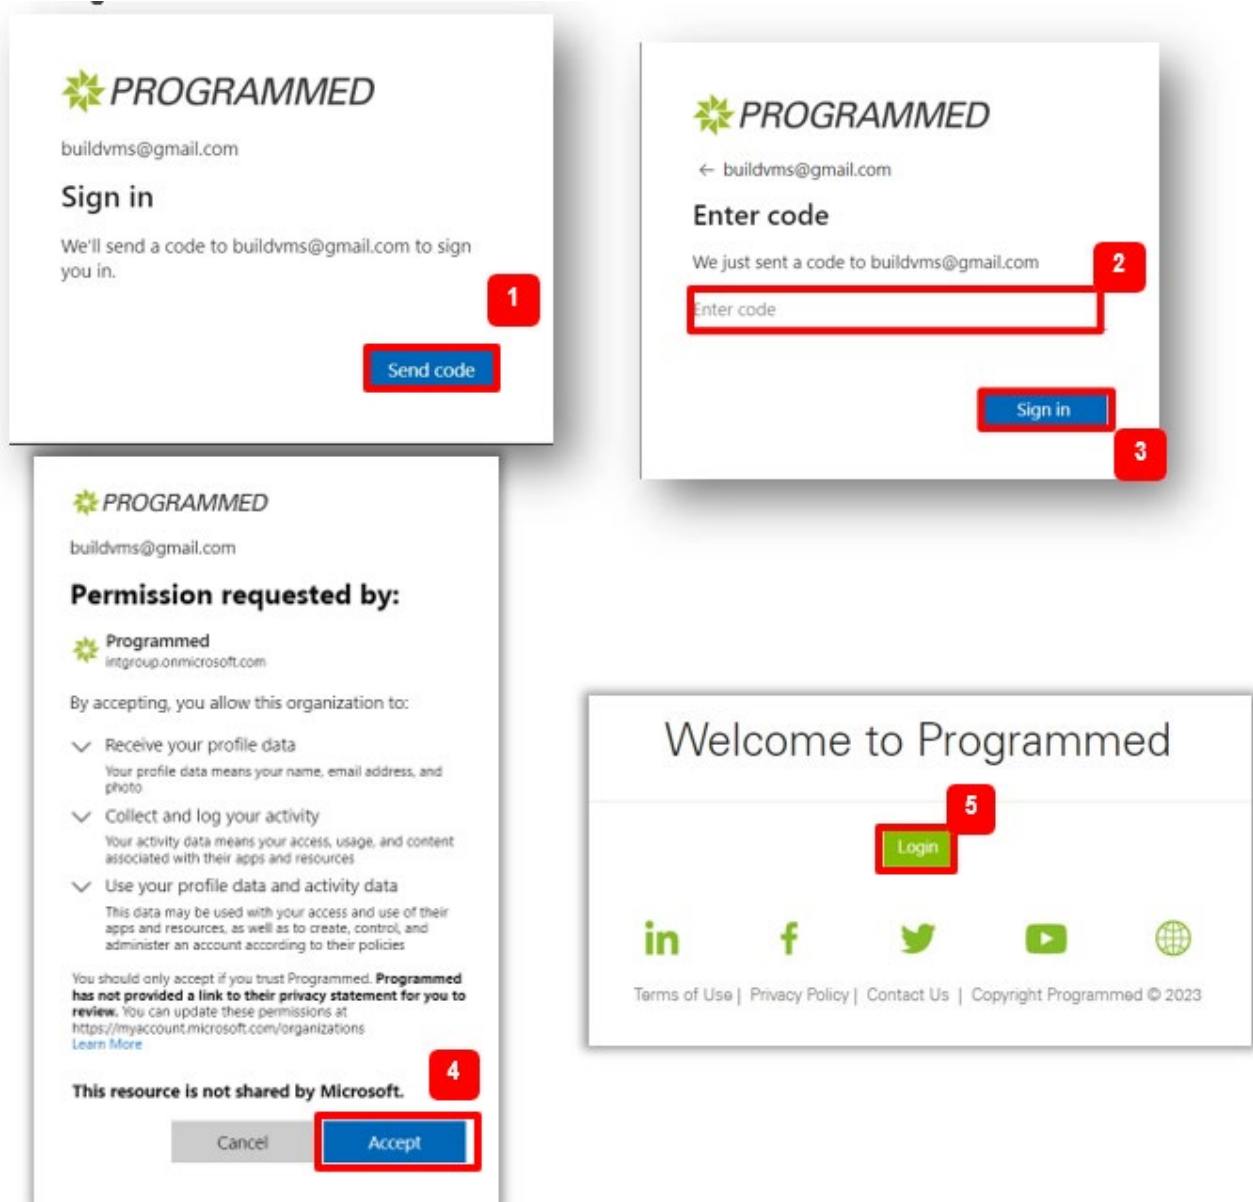 PROGRAMMED
buildvms@gmail.com
Sign in
We'll send a code to buildvms@gmail.com to sign
you in.
1
Send code
PROGRAMMED
← buildvms@gmail.com
Enter code
We just sent a code to buildvms@gmail.com
2
Enter code
Sign in
3
PROGRAMMED
buildvms@gmail.com
Permission requested by:
Programmed
intgroup.onmicrosoft.com
By accepting, you allow this organization to:
Receive your profile data
Your profile data means your name, email address, and
photo
Collect and log your activity
Your activity data means your access, usage, and content
associated with their apps and resources
Use your profile data and activity data
This data may be used with your access and use of their
apps and resources, as well as to create, control, and
administer an account according to their policies
You should only accept if you trust Programmed. Programmed
has not provided a link to their privacy statement for you to
review. You can update these permissions at
https://myaccount.microsoft.com/organizations
Learn More
4
This resource is not shared by Microsoft.
Cancel Accept
Welcome to Programmed
5
Login
in f
Terms of Use | Privacy Policy | Contact Us | Copyright Programmed © 2023